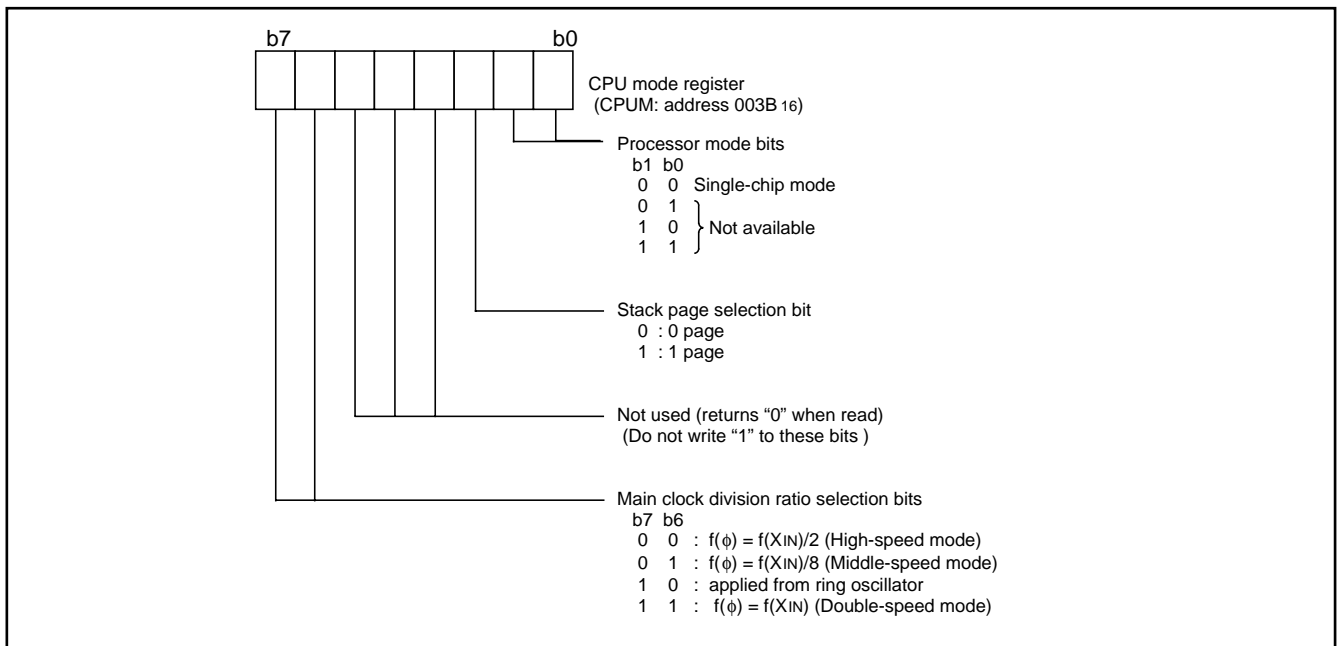 b7 b0
CPU mode register
(CPUM: address 003B 16)
Processor mode bits
b1 b0
0 0 Single-chip mode
0 1
1 0 Not available
1 1
Stack page selection bit
0 : 0 page
1 : 1 page
Not used (returns “0” when read)
(Do not write “1” to these bits )
Main clock division ratio selection bits
b7 b6
0 0 : f(ϕ) = f(XIN)/2 (High-speed mode)
0 1 : f(ϕ) = f(XIN)/8 (Middle-speed mode)
1 0 : applied from ring oscillator
1 1 : f(ϕ) = f(XIN) (Double-speed mode)